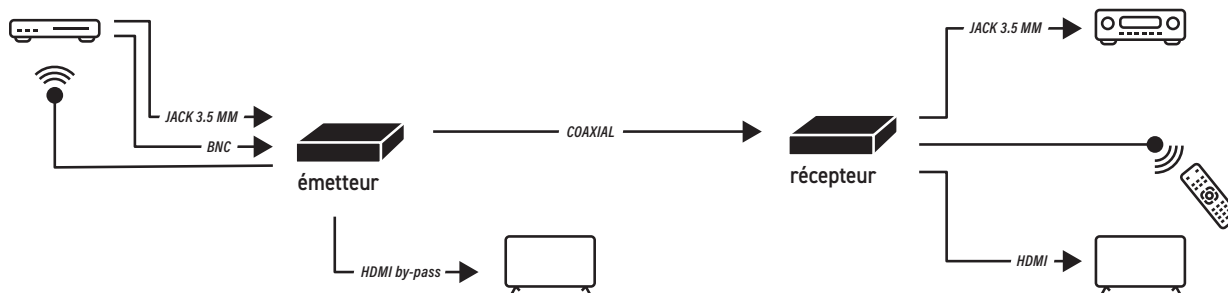 JACK 3.5 MM
JACK 3.5 MM
BNC
COAXIAL
émetteur
récepteur
HDMI by-pass
HDMI